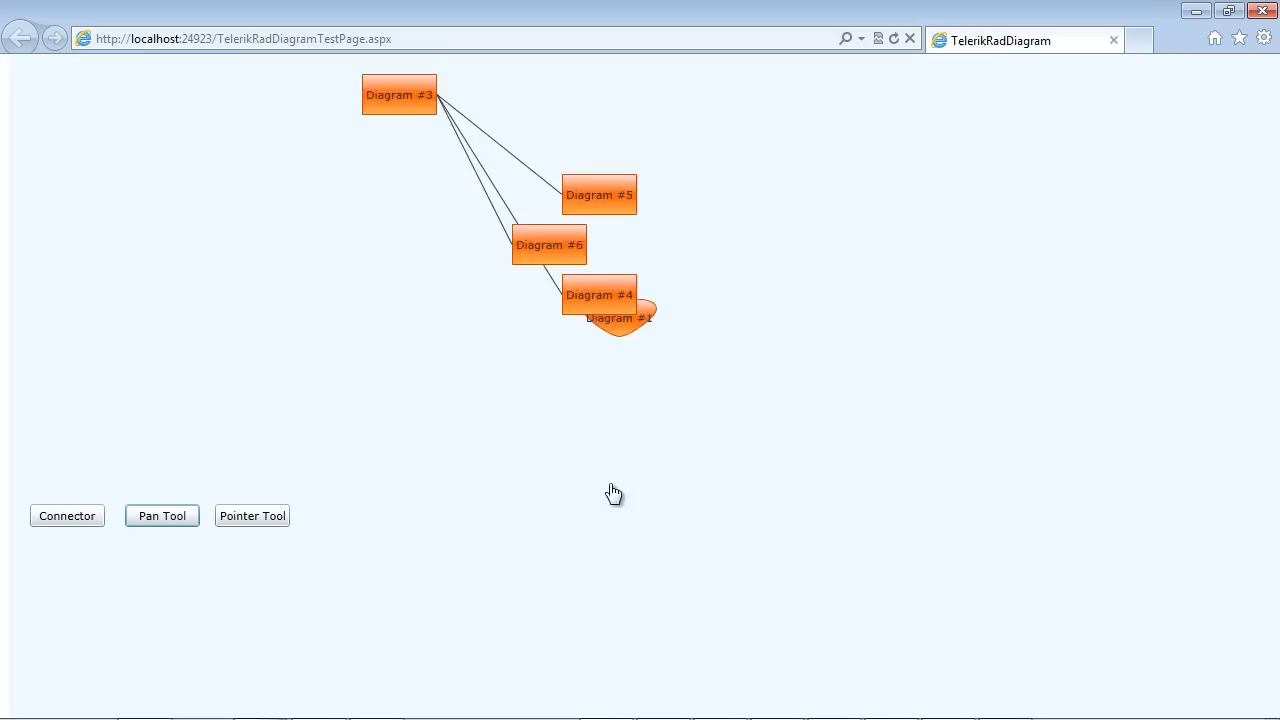 http://localhost:24923/TelerikRadDiagramTestPage.aspx
TelerikRadDiagram
Diagram #3
Diagram #5
Diagram #6
Diagram #4
Diagram #1
Connector
Pan Tool
Pointer Tool